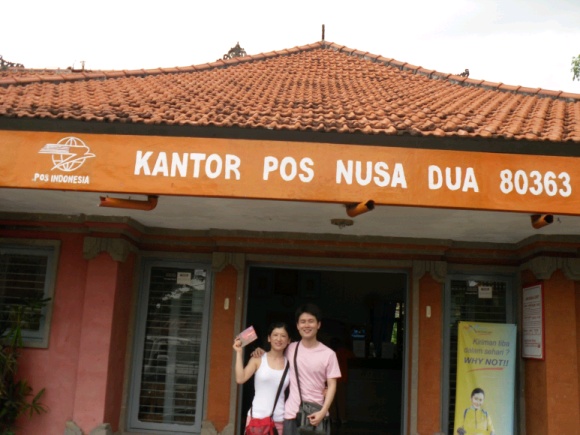 KANTOR POS NUSA DUA 80363
POS INDONESIA
WHY NOT!!